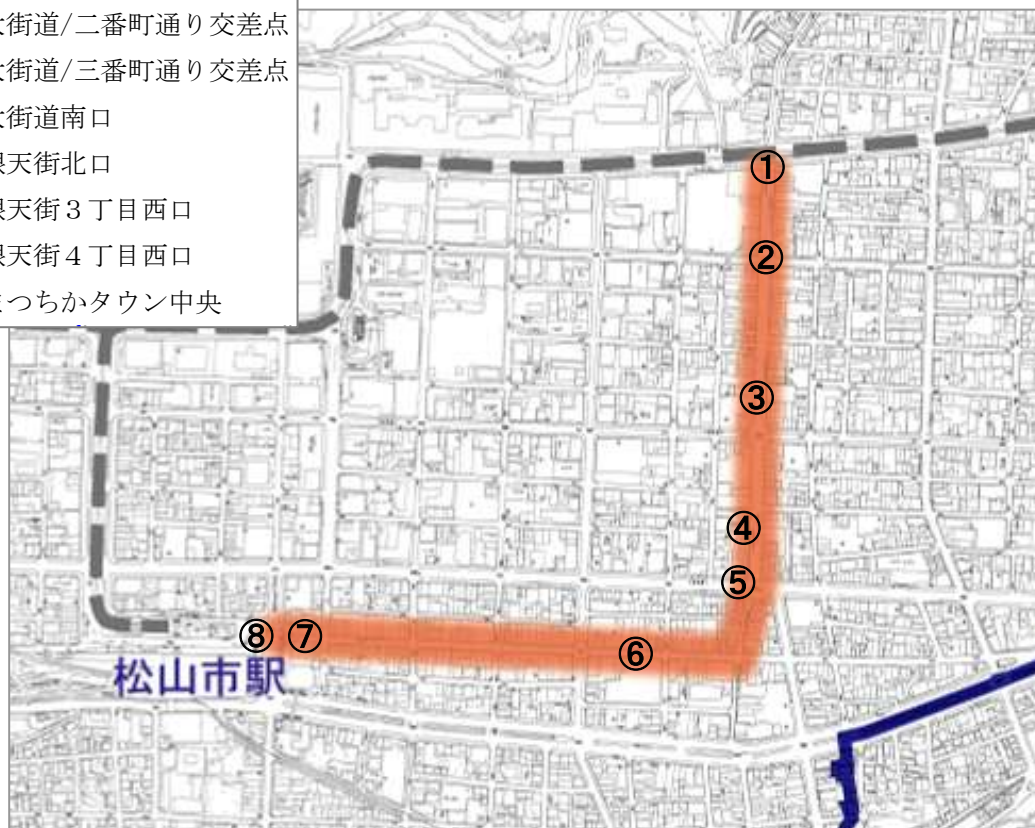 街道/二番町通り交差点
街道/三番町通り交差点
街道南口
天街北口
天街３丁目西口
天街４丁目西口
つちかタウン中央
①
②
③
④
⑤
⑥
⑦
⑧
松山市駅